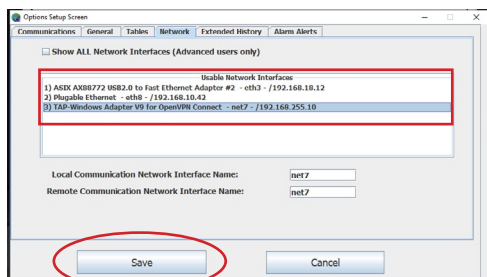 Options Setup Screen
Communications General Tables Network Extended History Alarm Alerts
Show ALL Network Interfaces (Advanced users only)
Usable Network Interfaces
1) ASIX AX88772 USB2.0 to Fast Ethernet Adapter #2 - eth3 - /192.168.18.12
2) Plugable Ethernet - eth8 - /192.168.10.42
3) TAP-Windows Adapter V9 for OpenVPN Connect - net7 - /192.168.255.10
Local Communication Network Interface Name: net7
Remote Communication Network Interface Name: net7
Save Cancel